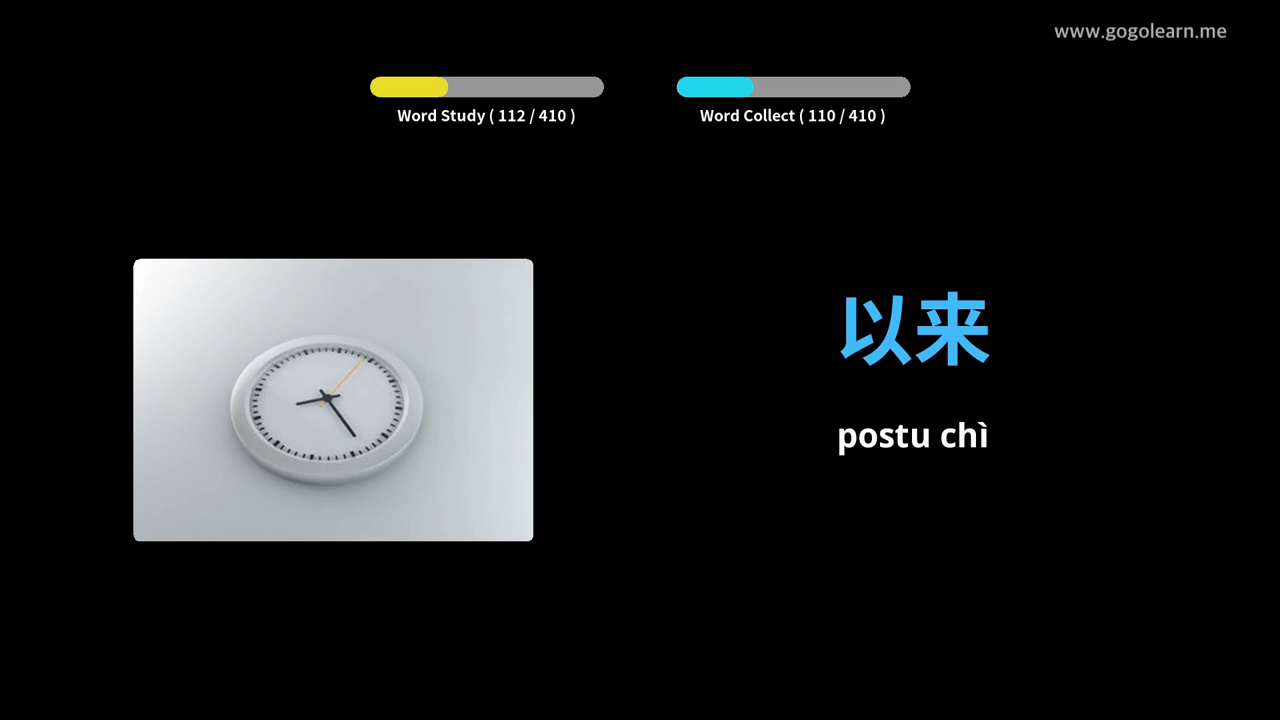 www.gogolearn.me
Word Study ( 112 / 410 )
Word Collect ( 110 / 410 )
以来
postu chì